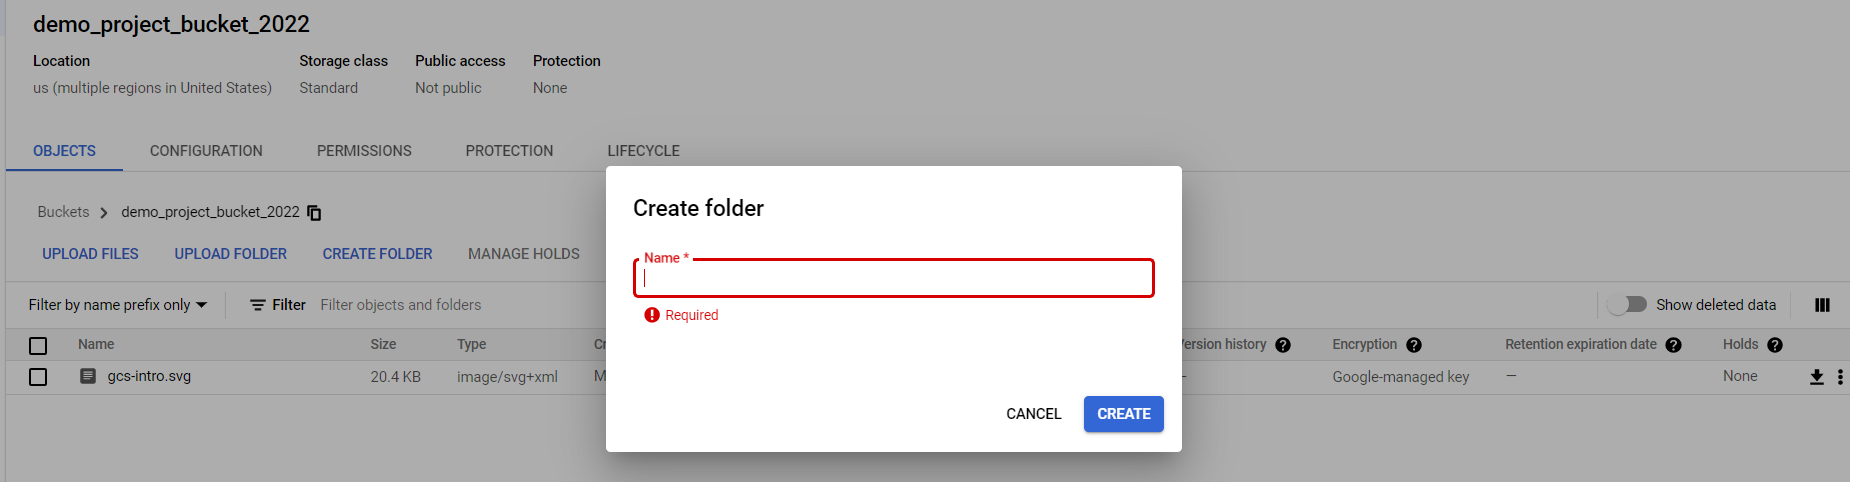 demo_project_bucket_2022
Location Storage class Public access Protection
us (multiple regions in United States) Standard Not public None
OBJECTS CONFIGURATION PERMISSIONS PROTECTION LIFECYCLE
Buckets demo_project_bucket_2022
UPLOAD FILES UPLOAD FOLDER CREATE FOLDER MANAGE HOLDS
Create folder
Name *
Required
CANCEL CREATE
Filter by name prefix only Filter Filter objects and folders Show deleted data
Name Size Type Version history Encryption Retention expiration date Holds
gcs-intro.svg 20.4 KB image/svg+xml — Google-managed key — None